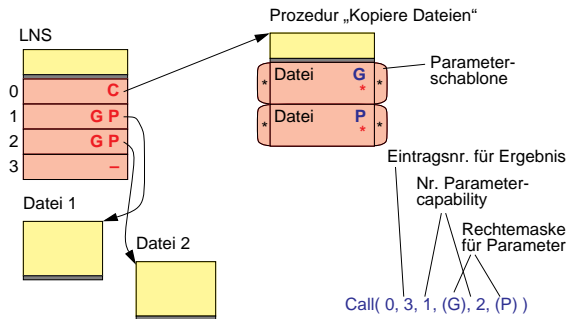 Prozedur „Kopiere Dateien“
LNS
Datei G
* * *
Parameter-
schablone
0 C
1 G P
Datei P
* * *
2 G P
3 –
Eintragsnr. für Ergebnis
Nr. Parameter-
capability
Datei 1
Rechtemaske
für Parameter
Datei 2
Call( 0, 3, 1, (G), 2, (P) )